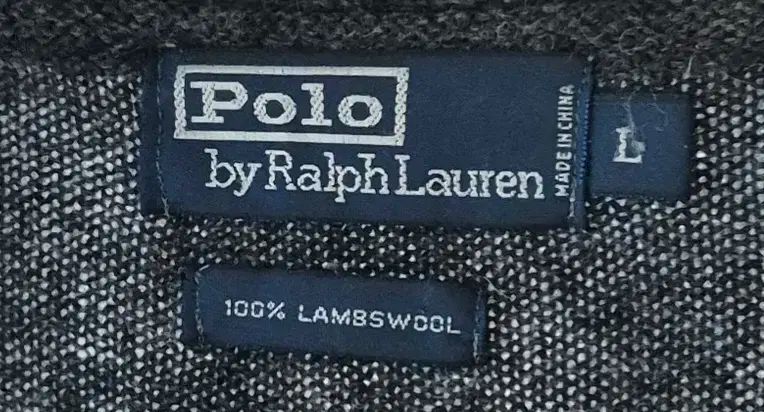 Polo
by Ralph Lauren
MADE IN CHINA
L
100% LAMBSWOOL